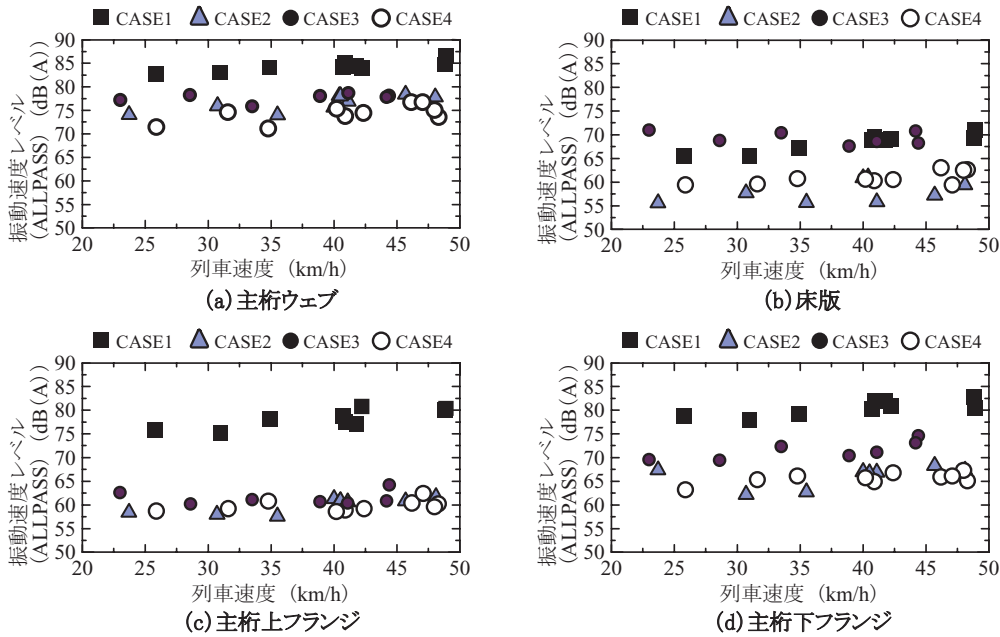 CASE1 CASE2 CASE3 CASE4
CASE1 CASE2 CASE3 CASE4
振動速度レベル
（ALLPASS）（dB（A））
90
85
80
75
70
65
60
55
50
20 25 30 35 40 45 50
列車速度（km/h）
(a)主桁ウェブ
振動速度レベル
（ALLPASS）（dB（A））
90
85
80
75
70
65
60
55
50
20 25 30 35 40 45 50
列車速度（km/h）
(b)床版
CASE1 CASE2 CASE3 CASE4
CASE1 CASE2 CASE3 CASE4
振動速度レベル
（ALLPASS）（dB（A））
90
85
80
75
70
65
60
55
50
20 25 30 35 40 45 50
列車速度（km/h）
(c)主桁上フランジ
振動速度レベル
（ALLPASS）（dB（A））
90
85
80
75
70
65
60
55
50
20 25 30 35 40 45 50
列車速度（km/h）
(d)主桁下フランジ